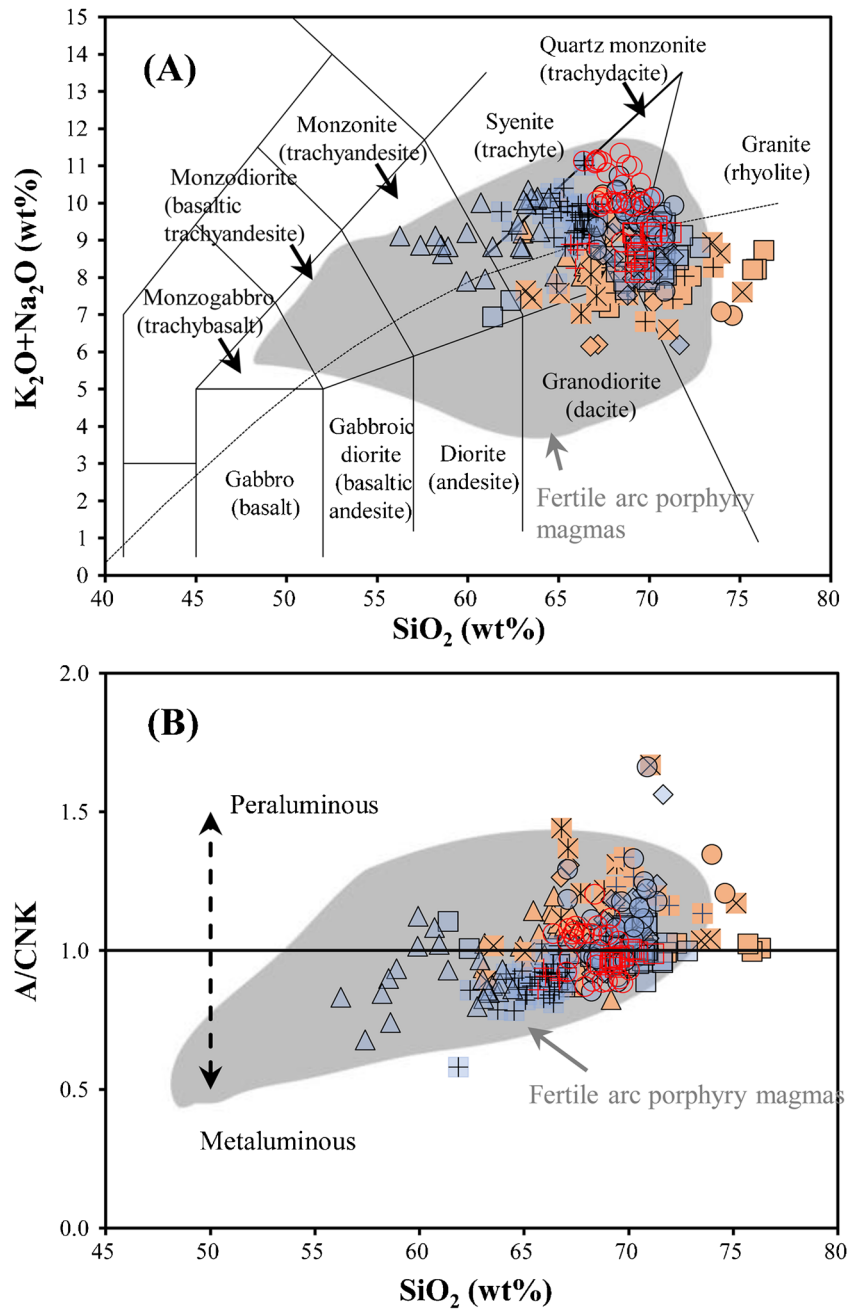 (A)
15
14
13
12
11
10
9
8
7
6
5
4
3
2
1
0
K₂O+Na₂O (wt%)
Quartz monzonite
(trachydacite)
Syenite
(trachyte)
Monzonite
(trachyandesite)
Granite
(rhyolite)
Monzodiorite
(basaltic
trachyandesite)
Monzogabbro
(trachybasalt)
Granodiorite
(dacite)
Gabbro
(basalt)
Gabbroic
diorite
(basaltic
andesite)
Diorite
(andesite)
Fertile arc porphyry
magmas
40 45 50 55 60 65 70 75 80
SiO₂ (wt%)
(B)
2.0
1.5
1.0
0.5
0.0
A/CNK
Peraluminous
Metaluminous
Fertile arc porphyry magmas
45 50 55 60 65 70 75 80
SiO₂ (wt%)